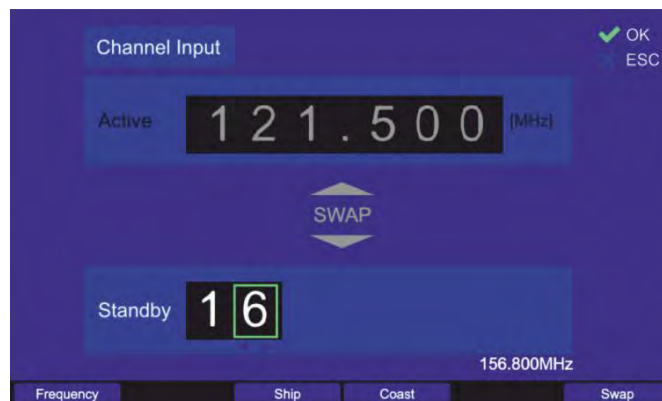 Channel Input
OK
ESC
Active 121.500 [MHz]
SWAP
Standby 16
156.800MHz
Frequency Ship Coast Swap